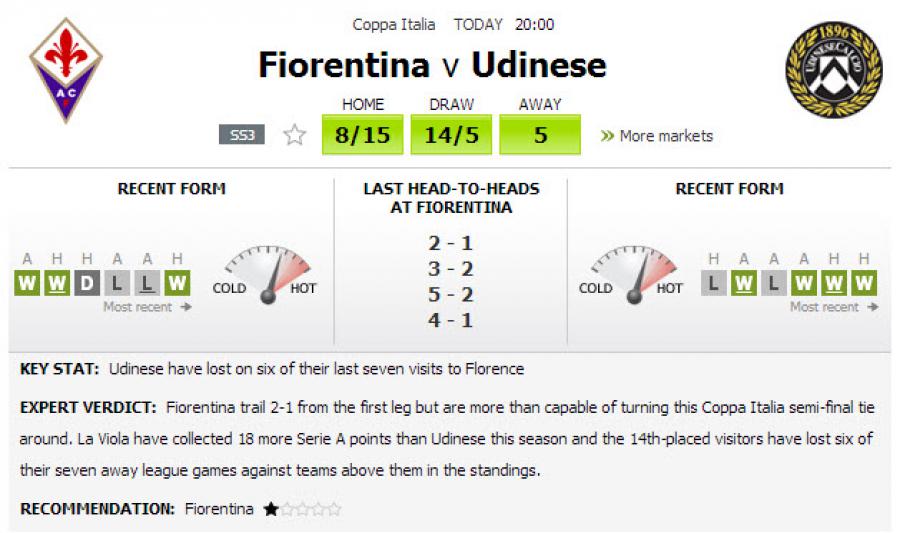 Coppa Italia TODAY 20:00
Fiorentina v Udinese
HOME DRAW AWAY
SS3 8/15 14/5 5 » More markets
A C
F
1896
UDINESE CALCIO
RECENT FORM
A H H A A H
W W D L L W
Most recent →
COLD HOT
LAST HEAD-TO-HEADS
AT FIORENTINA
2 - 1
3 - 2
5 - 2
4 - 1
RECENT FORM
COLD HOT
H A A A H H
L W L W W W
Most recent →
KEY STAT: Udinese have lost on six of their last seven visits to Florence
EXPERT VERDICT: Fiorentina trail 2-1 from the first leg but are more than capable of turning this Coppa Italia semi-final tie
around. La Viola have collected 18 more Serie A points than Udinese this season and the 14th-placed visitors have lost six of
their seven away league games against teams above them in the standings.
RECOMMENDATION: Fiorentina ★☆☆☆☆